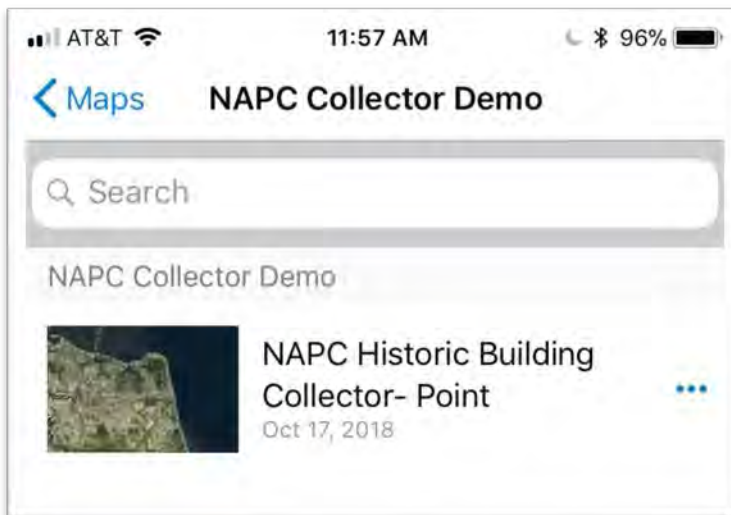 AT&T 11:57 AM 96%
Maps NAPC Collector Demo
Search
NAPC Collector Demo
NAPC Historic Building
Collector- Point
Oct 17, 2018